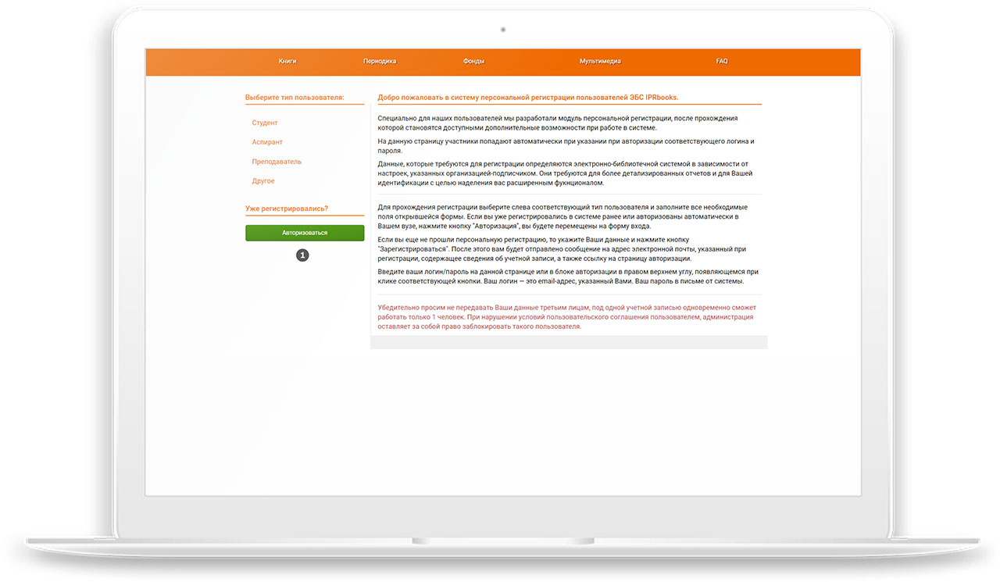 Книги Периодика Фонды Мультимедиа FAQ
Выберите тип пользователя:
Студент
Аспирант
Преподаватель
Другое
Уже регистрировались?
Авторизоваться
1
Добро пожаловать в систему персональной регистрации пользователей ЭБС IPRbooks.
Специально для наших пользователей мы разработали модуль персональной регистрации, после прохождения
которой становятся доступными дополнительные возможности при работе в системе.
На данную страницу участники попадают автоматически при указании при авторизации соответствующего логина и
пароля.
Данные, которые требуются для регистрации определяются электронно-библиотечной системой в зависимости от
настроек, указанных организацией-подписчиком. Они требуются для более детализированных отчетов и для Вашей
идентификации с целью наделения вас расширенным фукнционалом.
Для прохождения регистрации выберите слева соответствующий тип пользователя и заполните все необходимые
поля открывшейся формы. Если вы уже регистрировались в системе ранее или авторизованы автоматически в
Вашем вузе, нажмите кнопку "Авторизация", вы будете перемещены на форму входа.
Если вы еще не прошли персональную регистрацию, то укажите Ваши данные и нажмите кнопку
"Зарегистрироваться". После этого вам будет отправлено сообщение на адрес электронной почты, указанный при
регистрации, содержащее сведения об учетной записи, а также ссылку на страницу авторизации.
Введите ваши логин/пароль на данной странице или в блоке авторизации в правом верхнем углу, появляющемся при
клике соответствующей кнопки. Ваш логин — это email-адрес, указанный Вами. Ваш пароль в письме от системы.
Убедительно просим не передавать Ваши данные третьим лицам, под одной учетной записью одновременно сможет
работать только 1 человек. При нарушении условий пользовательского соглашения пользователем, администрация
оставляет за собой право заблокировать такого пользователя.